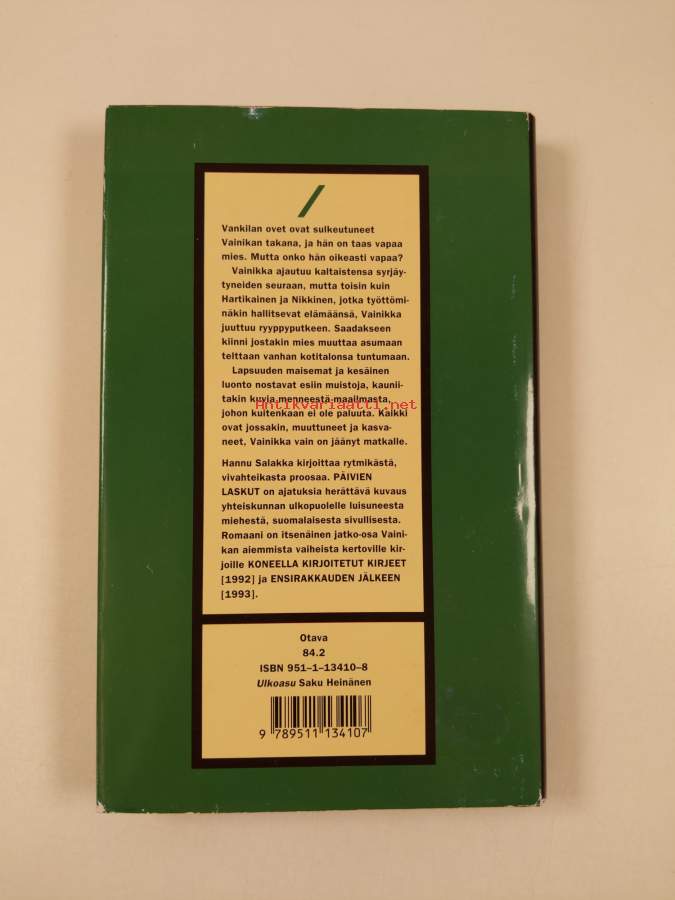 Vankilan ovet ovat sulkeutuneet
Vainikan takana, ja hän on taas vapaa
mies. Mutta onko hän oikeasti vapaa?
Vainikka ajautuu kaltaistensa syrjäy-
tyneiden seuraan, mutta toisin kuin
Hartikainen ja Nikkinen, jotka työttömi-
näkin hallitsevat elämäänsä, Vainikka
juuttuu ryyppyputkeen. Saadakseen
kiinni jostakin mies muuttaa asumaan
telttaan vanhan kotitalonsa tuntumaan.
Lapsuuden maisemat ja kesäinen
luonto nostavat esiin muistoja, kaunii-
takin kuvia menneestä maailmasta,
Antikvariaatti.net
johon kuitenkaan ei ole paluuta. Kaikki
ovat jossakin, muuttuneet ja kasva-
neet, Vainikka vain on jäänyt matkalle.
Hannu Salakka kirjoittaa rytmikästä,
vivahteikasta proosaa. PÄIVIEN
LASKUT on ajatuksia herättävä kuvaus
yhteiskunnan ulkopuolelle luisuneesta
miehestä, suomalaisesta sivullisesta.
Romaani on itsenäinen jatko-osa Vaini-
kan aiemmista vaiheista kertoville kir-
joille KONEELLA KIRJOITETUT KIRJEET
[1992] ja ENSIRAKKAUDEN JÄLKEEN
[1993].
Otava
84.2
ISBN 951–1–13410–8
Ulkoasu Saku Heinänen
9 789511 134107